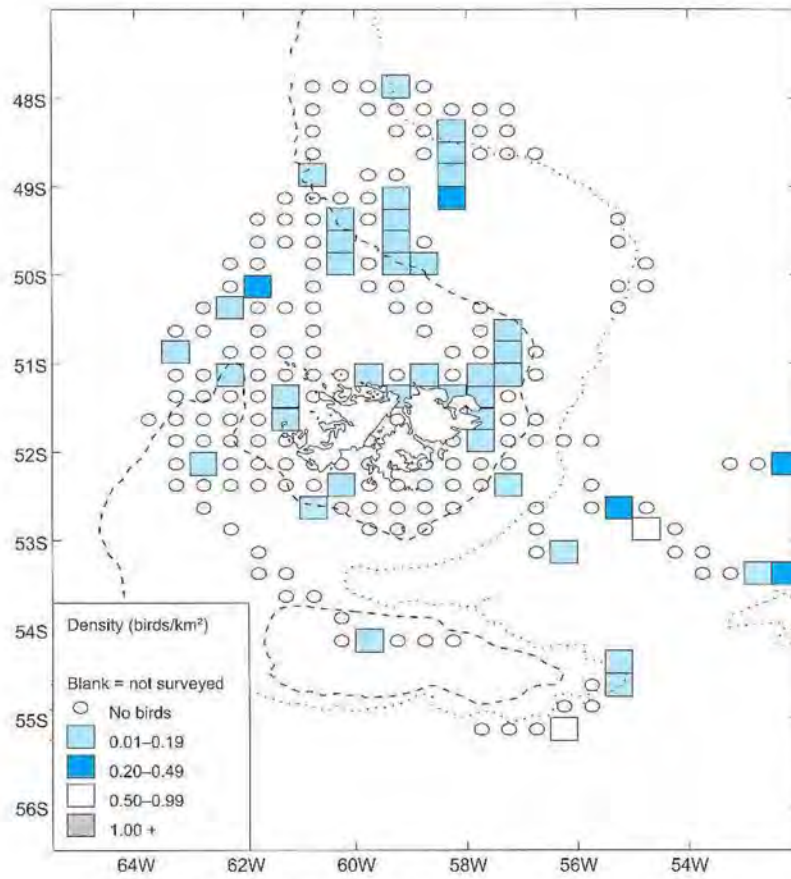 48S
49S
50S
51S
52S
53S
54S
55S
56S
Density (birds/km²)
Blank = not surveyed
No birds
0.01–0.19
0.20–0.49
0.50–0.99
1.00 +
64W 62W 60W 58W 56W 54W